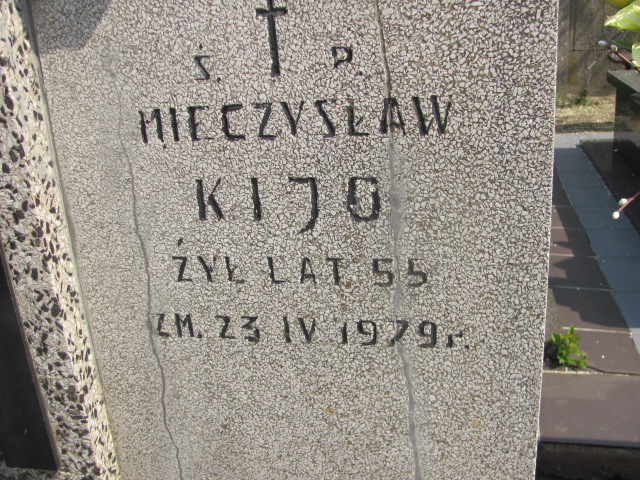 Ś. P.
MIECZYSŁAW
KIJO
ŻYŁ LAT 55
ZM. 23 IV 1979 r.